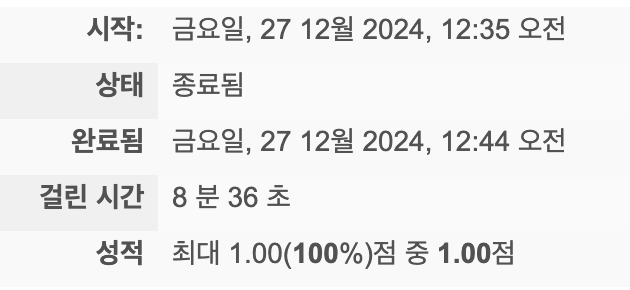 시작: 금요일, 27 12월 2024, 12:35 오전
상태 종료됨
완료됨 금요일, 27 12월 2024, 12:44 오전
걸린 시간 8 분 36 초
성적 최대 1.00(100%)점 중 1.00점